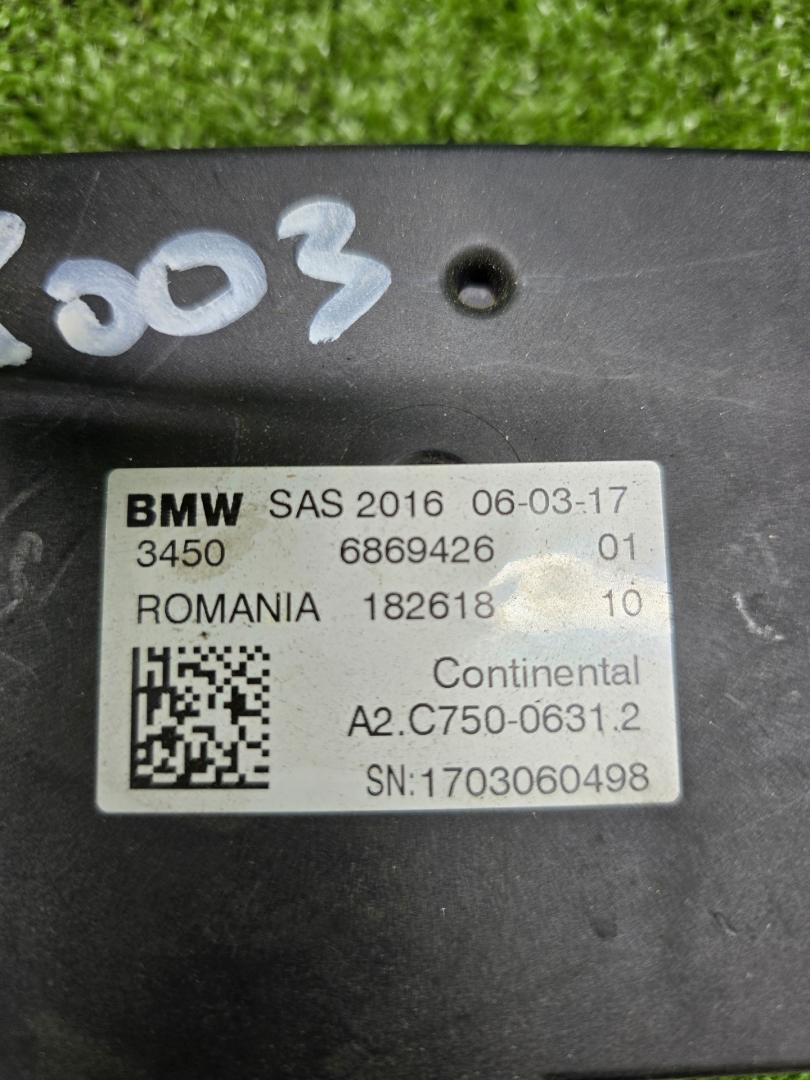 003
BMW SAS 2016 06-03-17
3450 6869426 01
ROMANIA 182618 10
Continental
A2.C750-0631.2
SN:1703060498